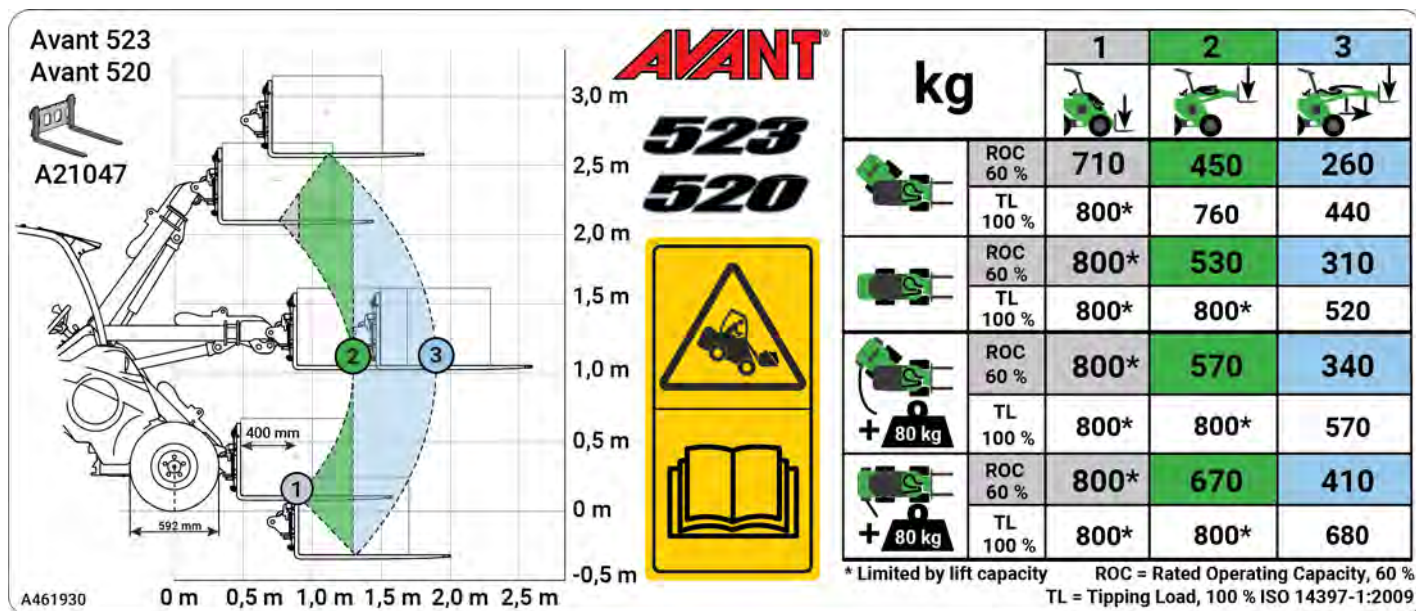 Avant 523
Avant 520
A21047
3,0 m
2,5 m
2,0 m
1,5 m
1,0 m
0,5 m
0 m
-0,5 m
2
3
400 mm
1
592 mm
A461930
0 m 0,5 m 1,0 m 1,5 m 2,0 m 2,5 m
AVANT®
523
520
kg 1 2 3
ROC 60 % 710 450 260
TL 100 % 800* 760 440
ROC 60 % 800* 530 310
TL 100 % 800* 800* 520
ROC 60 % 800* 570 340
+ 80 kg TL 100 % 800* 800* 570
ROC 60 % 800* 670 410
+ 80 kg TL 100 % 800* 800* 680
* Limited by lift capacity ROC = Rated Operating Capacity, 60 %
TL = Tipping Load, 100 % ISO 14397-1:2009